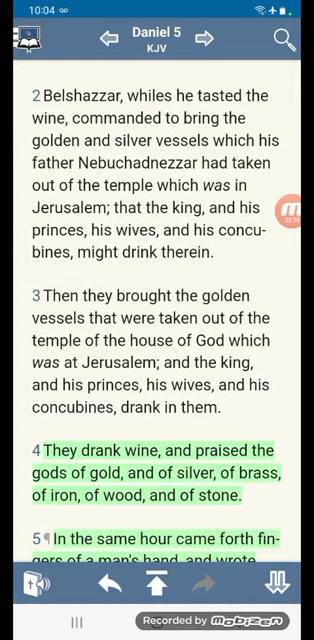 10:04
Daniel 5
KJV
2 Belshazzar, whiles he tasted the
wine, commanded to bring the
golden and silver vessels which his
father Nebuchadnezzar had taken
out of the temple which was in
Jerusalem; that the king, and his
princes, his wives, and his concu-
bines, might drink therein.
3 Then they brought the golden
vessels that were taken out of the
temple of the house of God which
was at Jerusalem; and the king,
and his princes, his wives, and his
concubines, drank in them.
4 They drank wine, and praised the
gods of gold, and of silver, of brass,
of iron, of wood, and of stone.
5 ¶ In the same hour came forth fin-
gers of a man's hand, and wrote
Recorded by Mobizen